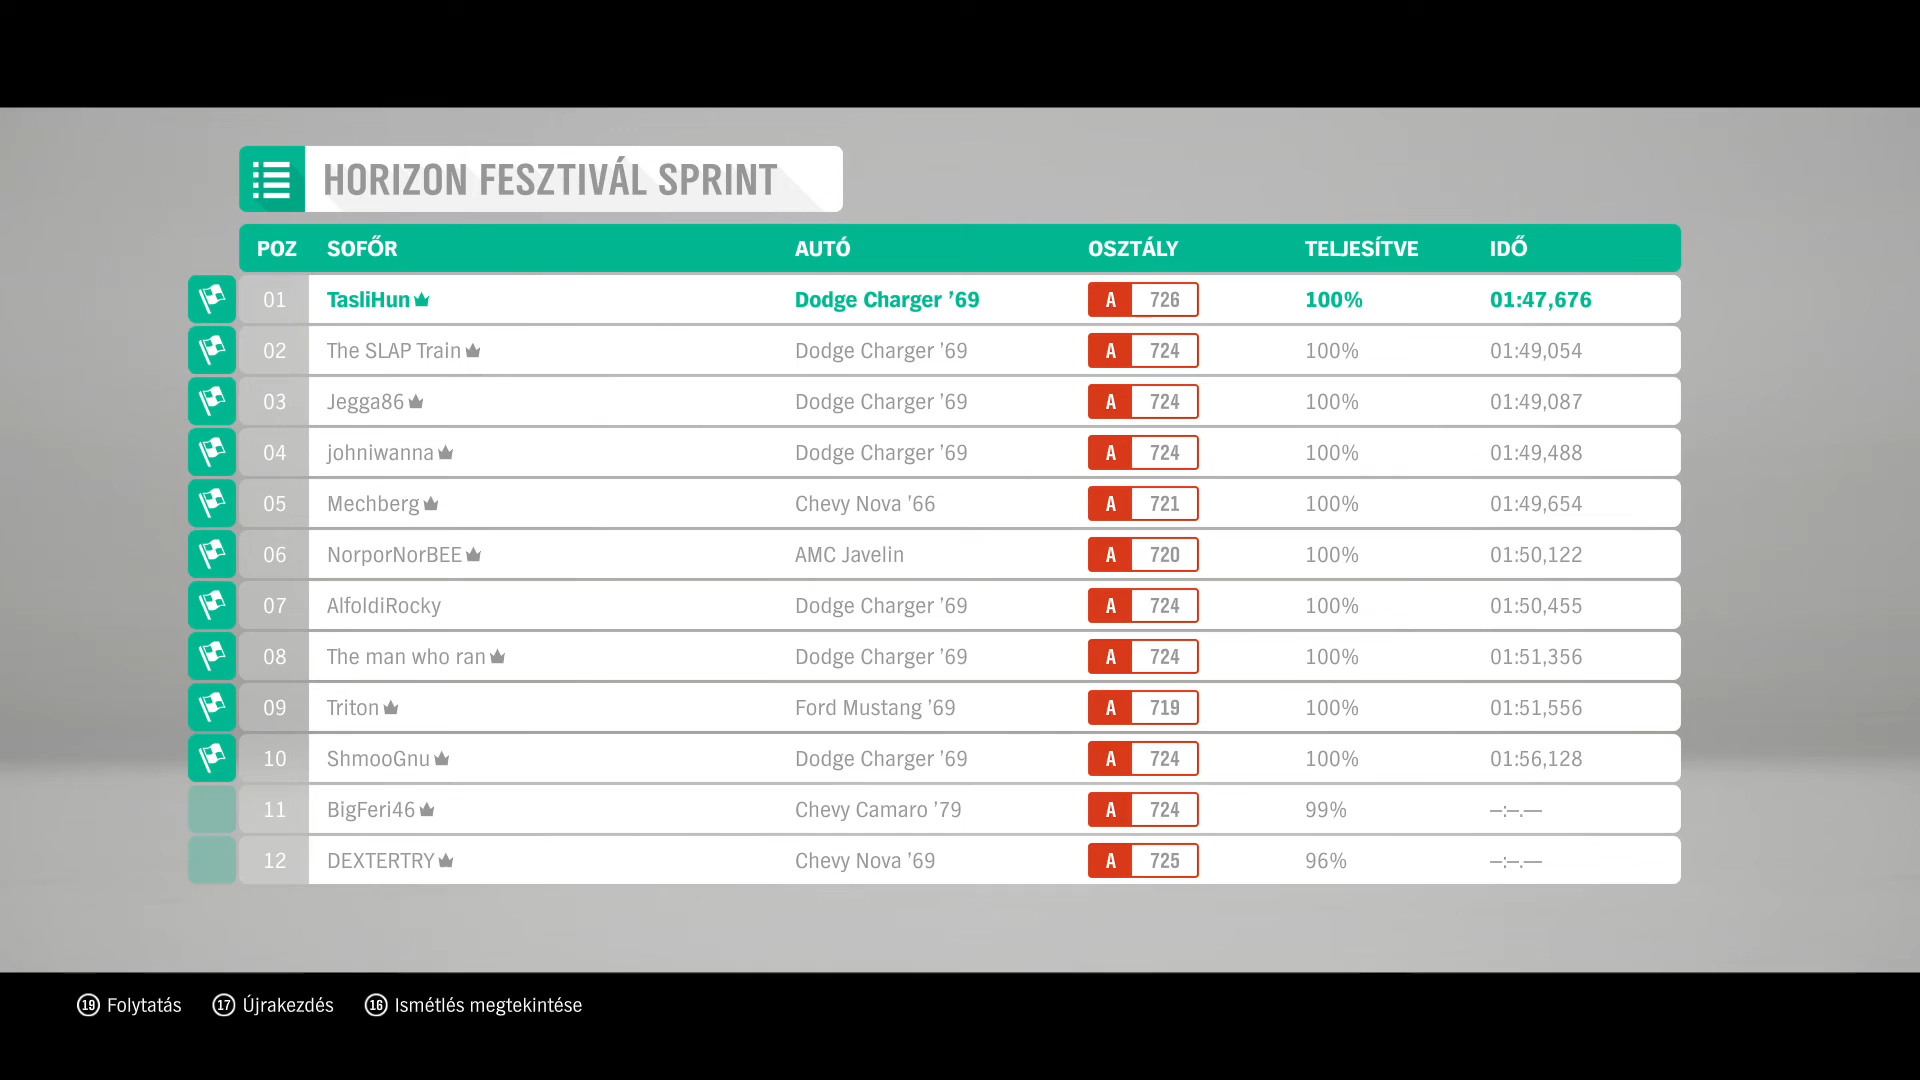 HORIZON FESZTIVÁL SPRINT
POZ SOFŐR AUTÓ OSZTÁLY TELJESÍTVE IDŐ
01 TasliHun Dodge Charger ’69 A 726 100% 01:47,676
02 The SLAP Train Dodge Charger ’69 A 724 100% 01:49,054
03 Jegga86 Dodge Charger ’69 A 724 100% 01:49,087
04 johniwanna Dodge Charger ’69 A 724 100% 01:49,488
05 Mechberg Chevy Nova ’66 A 721 100% 01:49,654
06 NorporNorBEE AMC Javelin A 720 100% 01:50,122
07 AlfoldiRocky Dodge Charger ’69 A 724 100% 01:50,455
08 The man who ran Dodge Charger ’69 A 724 100% 01:51,356
09 Triton Ford Mustang ’69 A 719 100% 01:51,556
10 ShmooGnu Dodge Charger ’69 A 724 100% 01:56,128
11 BigFeri46 Chevy Camaro ’79 A 724 99% –:–.––
12 DEXTERTRY Chevy Nova ’69 A 725 96% –:–.––
19 Folytatás 17 Újrakezdés 16 Ismétlés megtekintése